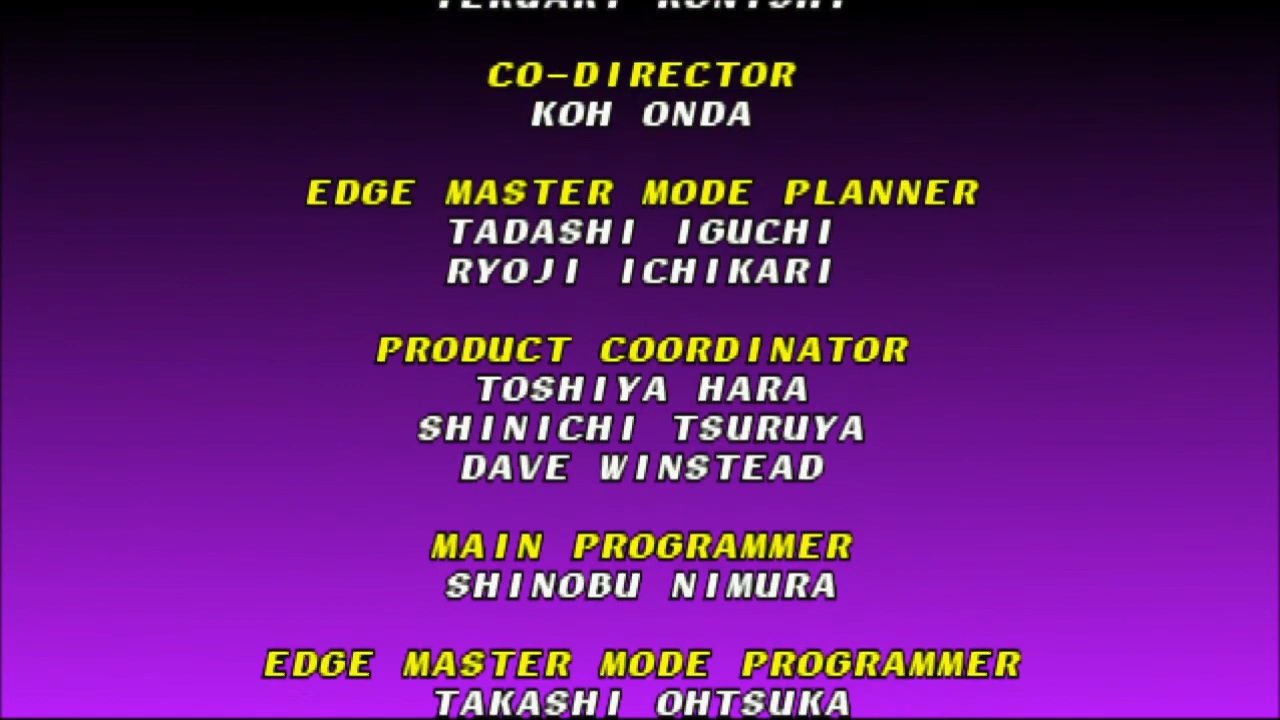 CO-DIRECTOR
KOH ONDA
EDGE MASTER MODE PLANNER
TADASHI IGUCHI
RYOJI ICHIKARI
PRODUCT COORDINATOR
TOSHIYA HARA
SHINICHI TSURUYA
DAVE WINSTEAD
MAIN PROGRAMMER
SHINOBU NIMURA
EDGE MASTER MODE PROGRAMMER
TAKASHI OHTSUKA